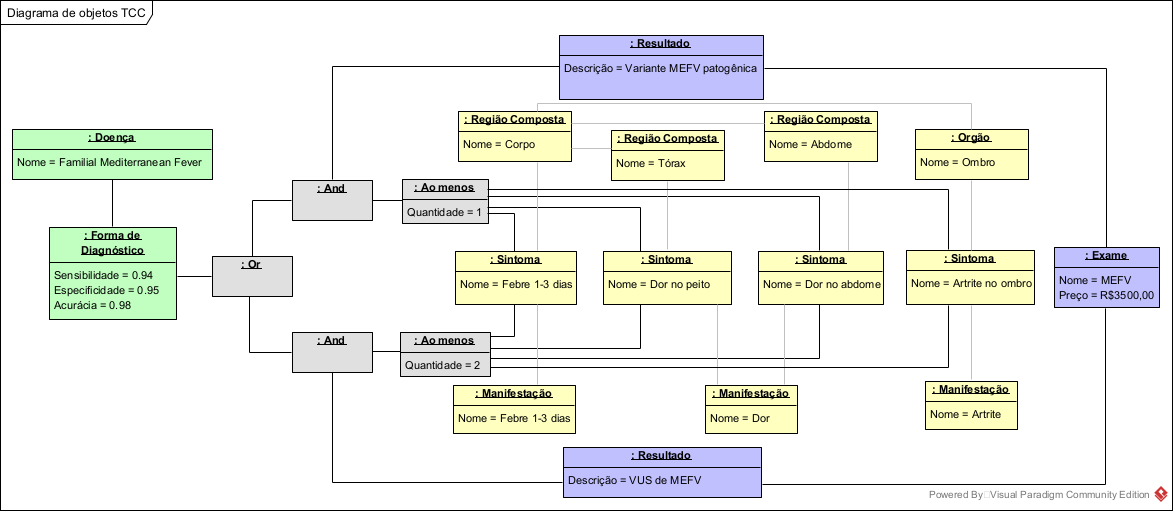 Diagrama de objetos TCC
: Resultado
Descrição = Variante MEFV patogênica
: Região Composta
Nome = Corpo
: Região Composta
Nome = Tórax
: Região Composta
Nome = Abdome
: Orgão
Nome = Ombro
: Doença
Nome = Familial Mediterranean Fever
: And
: Ao menos
Quantidade = 1
: Forma de
Diagnóstico
Sensibilidade = 0.94
Especificidade = 0.95
Acurácia = 0.98
: Or
: Sintoma
Nome = Febre 1-3 dias
: Sintoma
Nome = Dor no peito
: Sintoma
Nome = Dor no abdome
: Sintoma
Nome = Artrite no ombro
: Exame
Nome = MEFV
Preço = R$3500,00
: And
: Ao menos
Quantidade = 2
: Manifestação
Nome = Febre 1-3 dias
: Manifestação
Nome = Dor
: Manifestação
Nome = Artrite
: Resultado
Descrição = VUS de MEFV
Powered By Visual Paradigm Community Edition